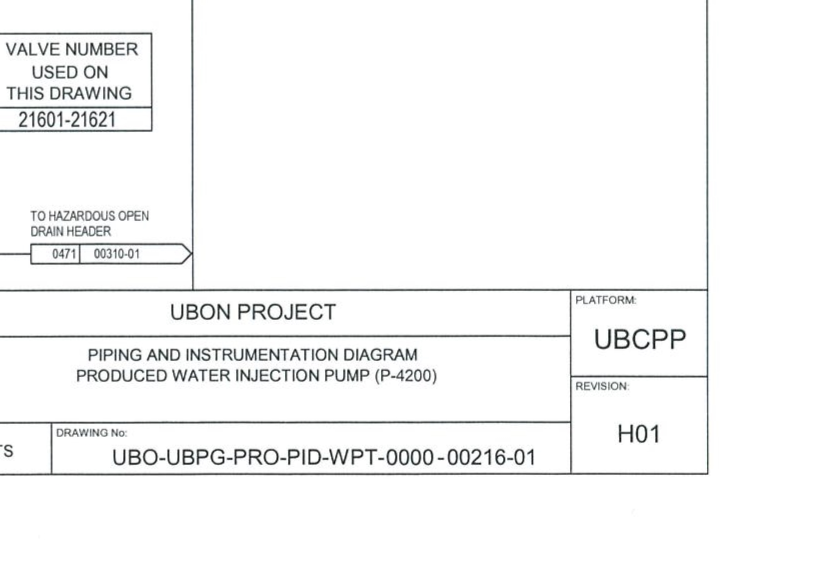 VALVE NUMBER
USED ON
THIS DRAWING
21601-21621
TO HAZARDOUS OPEN
DRAIN HEADER
0471 00310-01
UBON PROJECT
PIPING AND INSTRUMENTATION DIAGRAM
PRODUCED WATER INJECTION PUMP (P-4200)
PLATFORM:
UBCPP
REVISION:
H01
TS
DRAWING No:
UBO-UBPG-PRO-PID-WPT-0000-00216-01